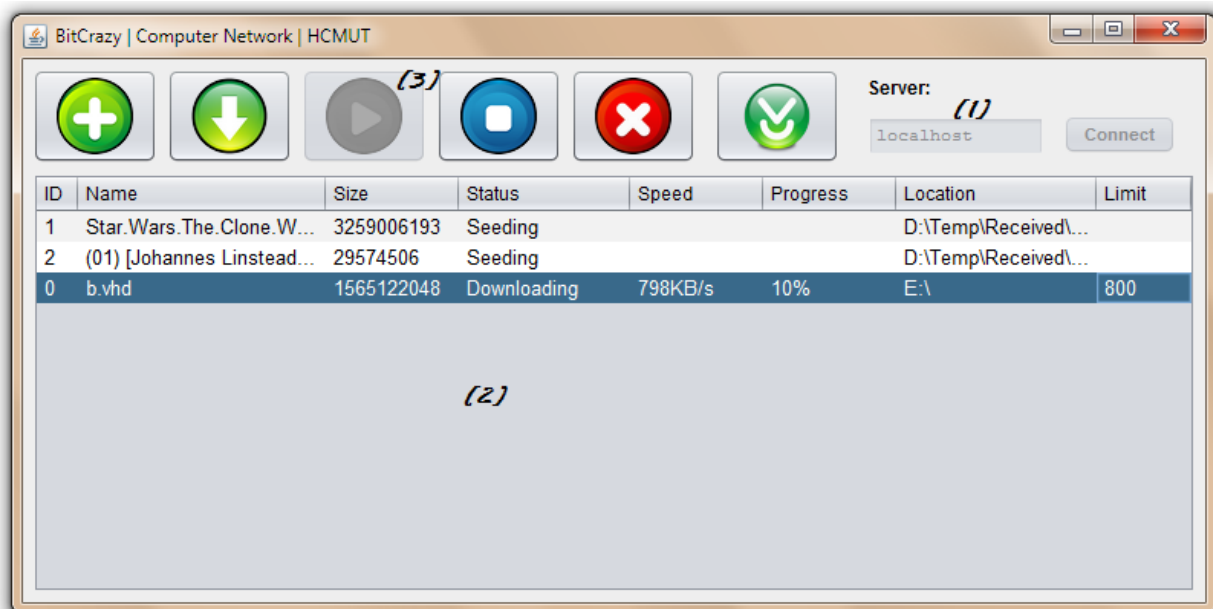 BitCrazy | Computer Network | HCMUT
(3)
Server:
(1)
localhost Connect
ID Name Size Status Speed Progress Location Limit
1 Star.Wars.The.Clone.W... 3259006193 Seeding D:\Temp\Received\...
2 (01) [Johannes Linstead... 29574506 Seeding D:\Temp\Received\...
0 b.vhd 1565122048 Downloading 798KB/s 10% E:\ 800
(2)